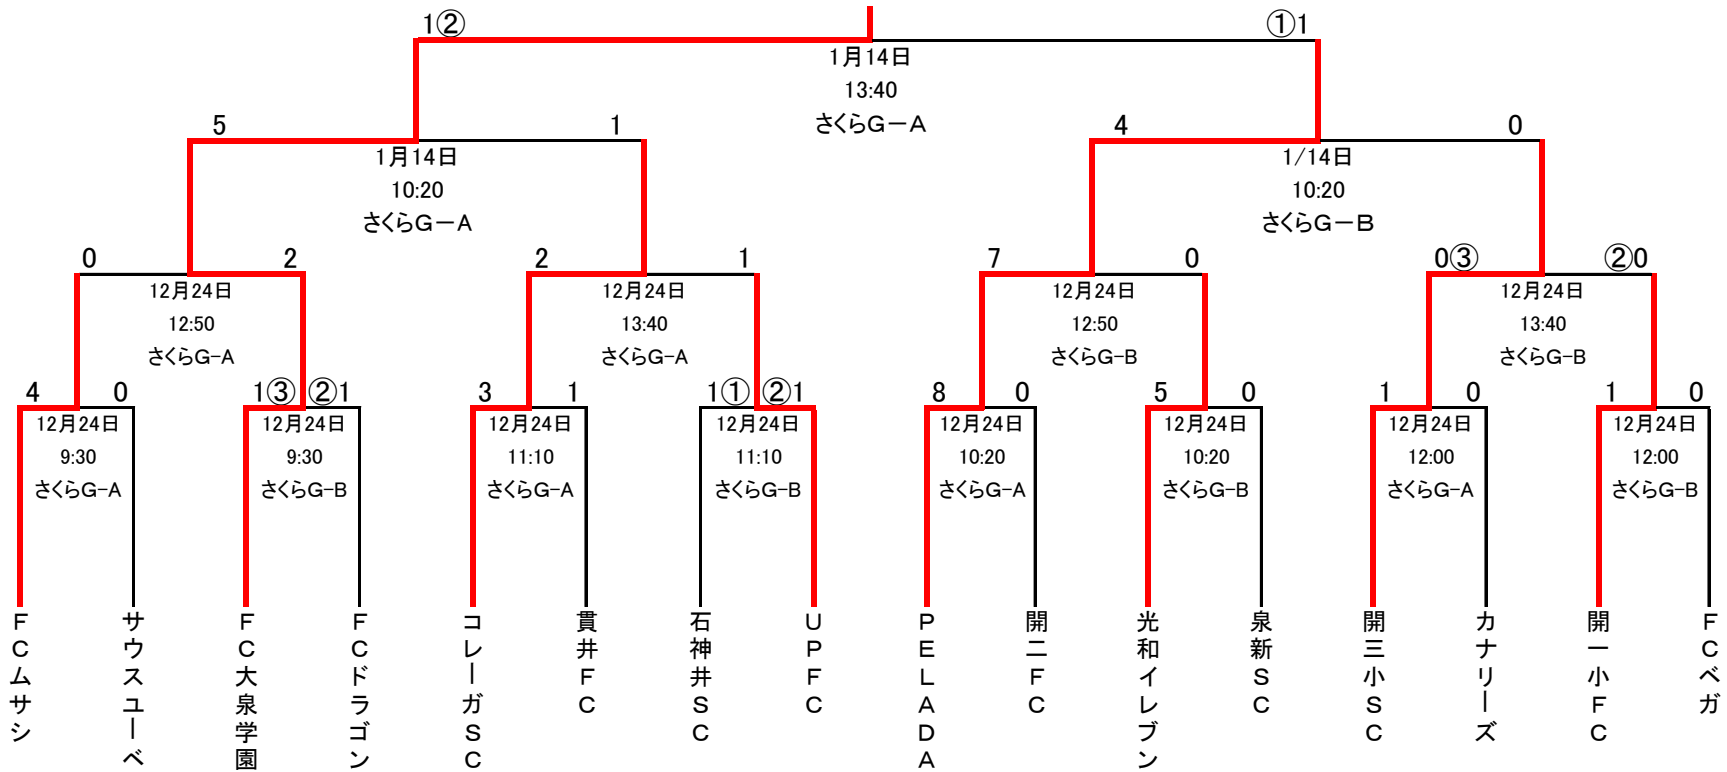 1② ①1
1月14日
13:40
さくらG－A
5 1 4 0
1月14日 1/14日
10:20 10:20
さくらG－A さくらG－B
0 2 2 1 7 0 0③ ②0
12月24日 12月24日 12月24日 12月24日
12:50 13:40 12:50 13:40
さくらG-A さくらG-A さくらG-B さくらG-B
4 0 1③ ②1 3 1 1① ②1 8 0 5 0 1 0 1 0
12月24日 12月24日 12月24日 12月24日 12月24日 12月24日 12月24日 12月24日
9:30 9:30 11:10 11:10 10:20 10:20 12:00 12:00
さくらG-A さくらG-B さくらG-A さくらG-B さくらG-A さくらG-B さくらG-A さくらG-B
ＦＣムサシ
サウスユーベ
ＦＣ大泉学園
ＦＣドラゴン
コレーガＳＣ
貫井ＦＣ
石神井ＳＣ
ＵＰＦＣ
ＰＥＬＡＤＡ
開二ＦＣ
光和イレブン
泉新ＳＣ
開三小ＳＣ
カナリーズ
開一小ＦＣ
ＦＣベガ